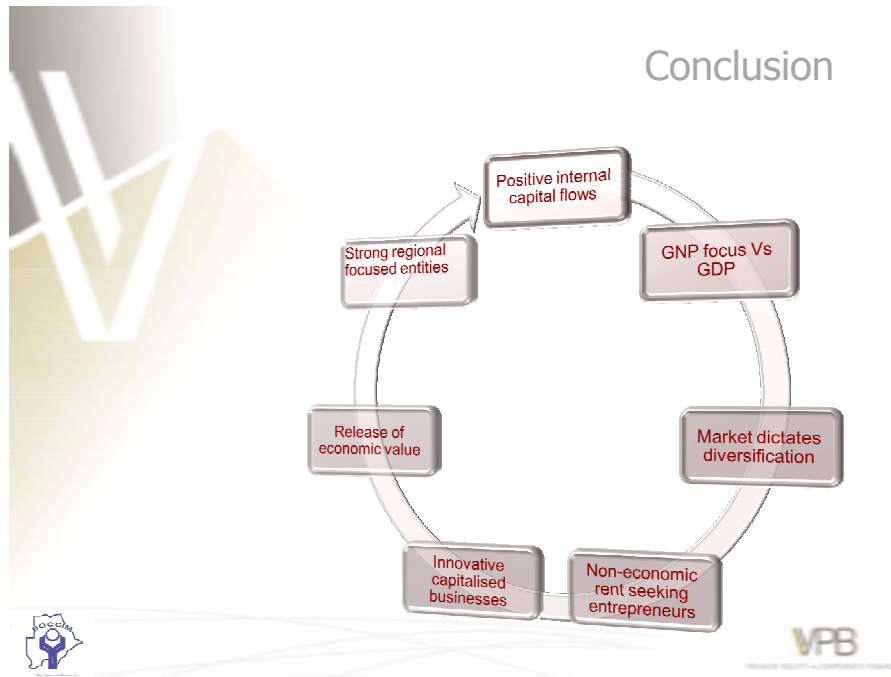 Conclusion
Positive internal
capital flows
GNP focus Vs
GDP
Market dictates
diversification
Non-economic
rent seeking
entrepreneurs
Innovative
capitalised
businesses
Release of
economic value
Strong regional
focused entities
BOCCIM
VPB